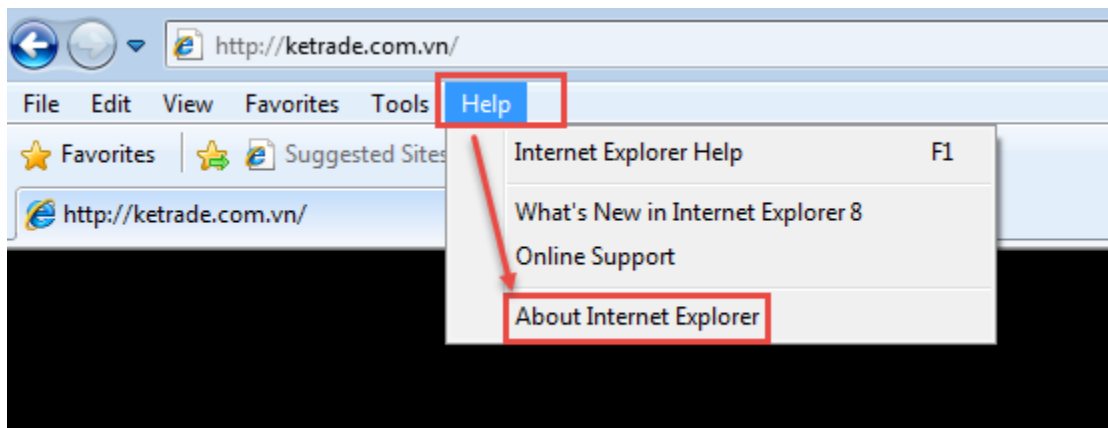 http://ketrade.com.vn/
File Edit View Favorites Tools Help
Favorites Suggested Sites
Internet Explorer Help F1
http://ketrade.com.vn/
What's New in Internet Explorer 8
Online Support
About Internet Explorer